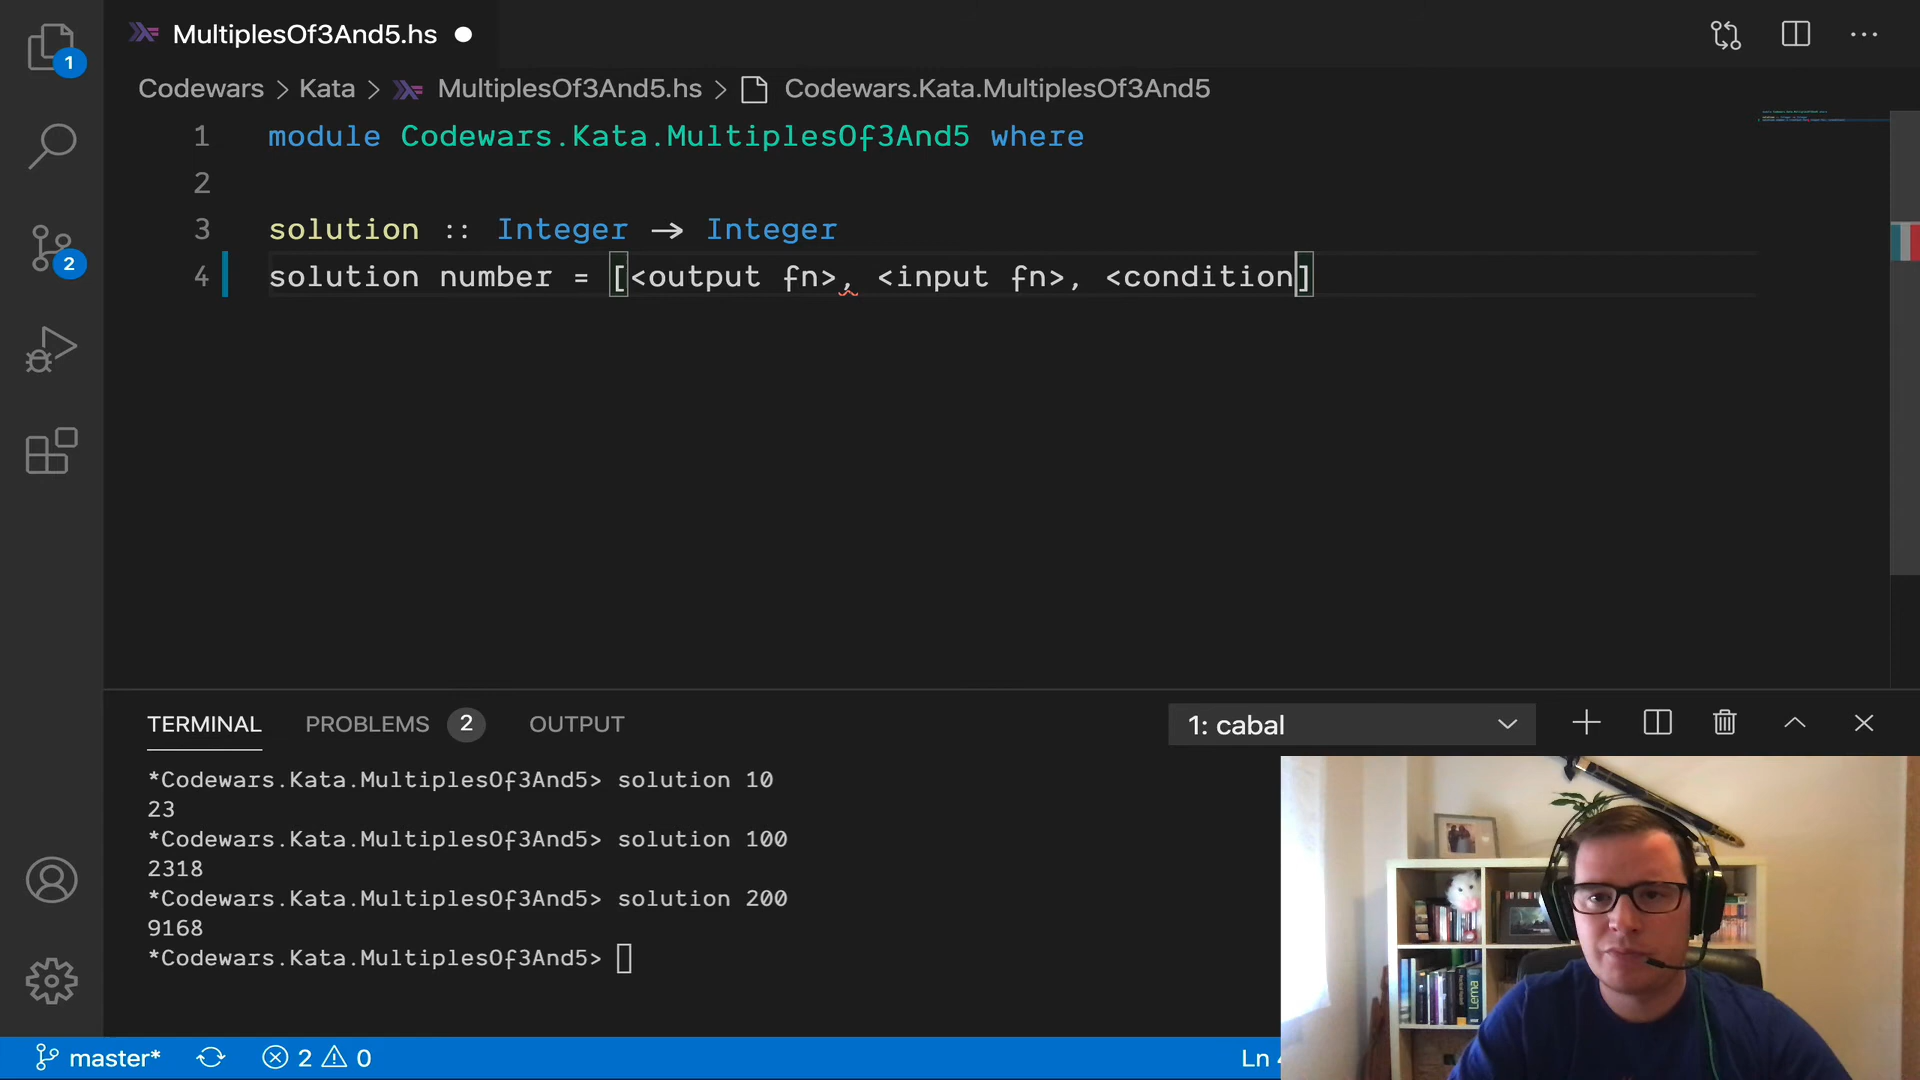 MultiplesOf3And5.hs
1
Codewars > Kata > MultiplesOf3And5.hs > Codewars.Kata.MultiplesOf3And5
1 module Codewars.Kata.MultiplesOf3And5 where
2
3 solution :: Integer → Integer
4 solution number = [<output fn>, <input fn>, <condition]
2
TERMINAL PROBLEMS 2 OUTPUT 1: cabal
*Codewars.Kata.MultiplesOf3And5> solution 10
23
*Codewars.Kata.MultiplesOf3And5> solution 100
2318
*Codewars.Kata.MultiplesOf3And5> solution 200
9168
*Codewars.Kata.MultiplesOf3And5>
master* 2 0 Ln